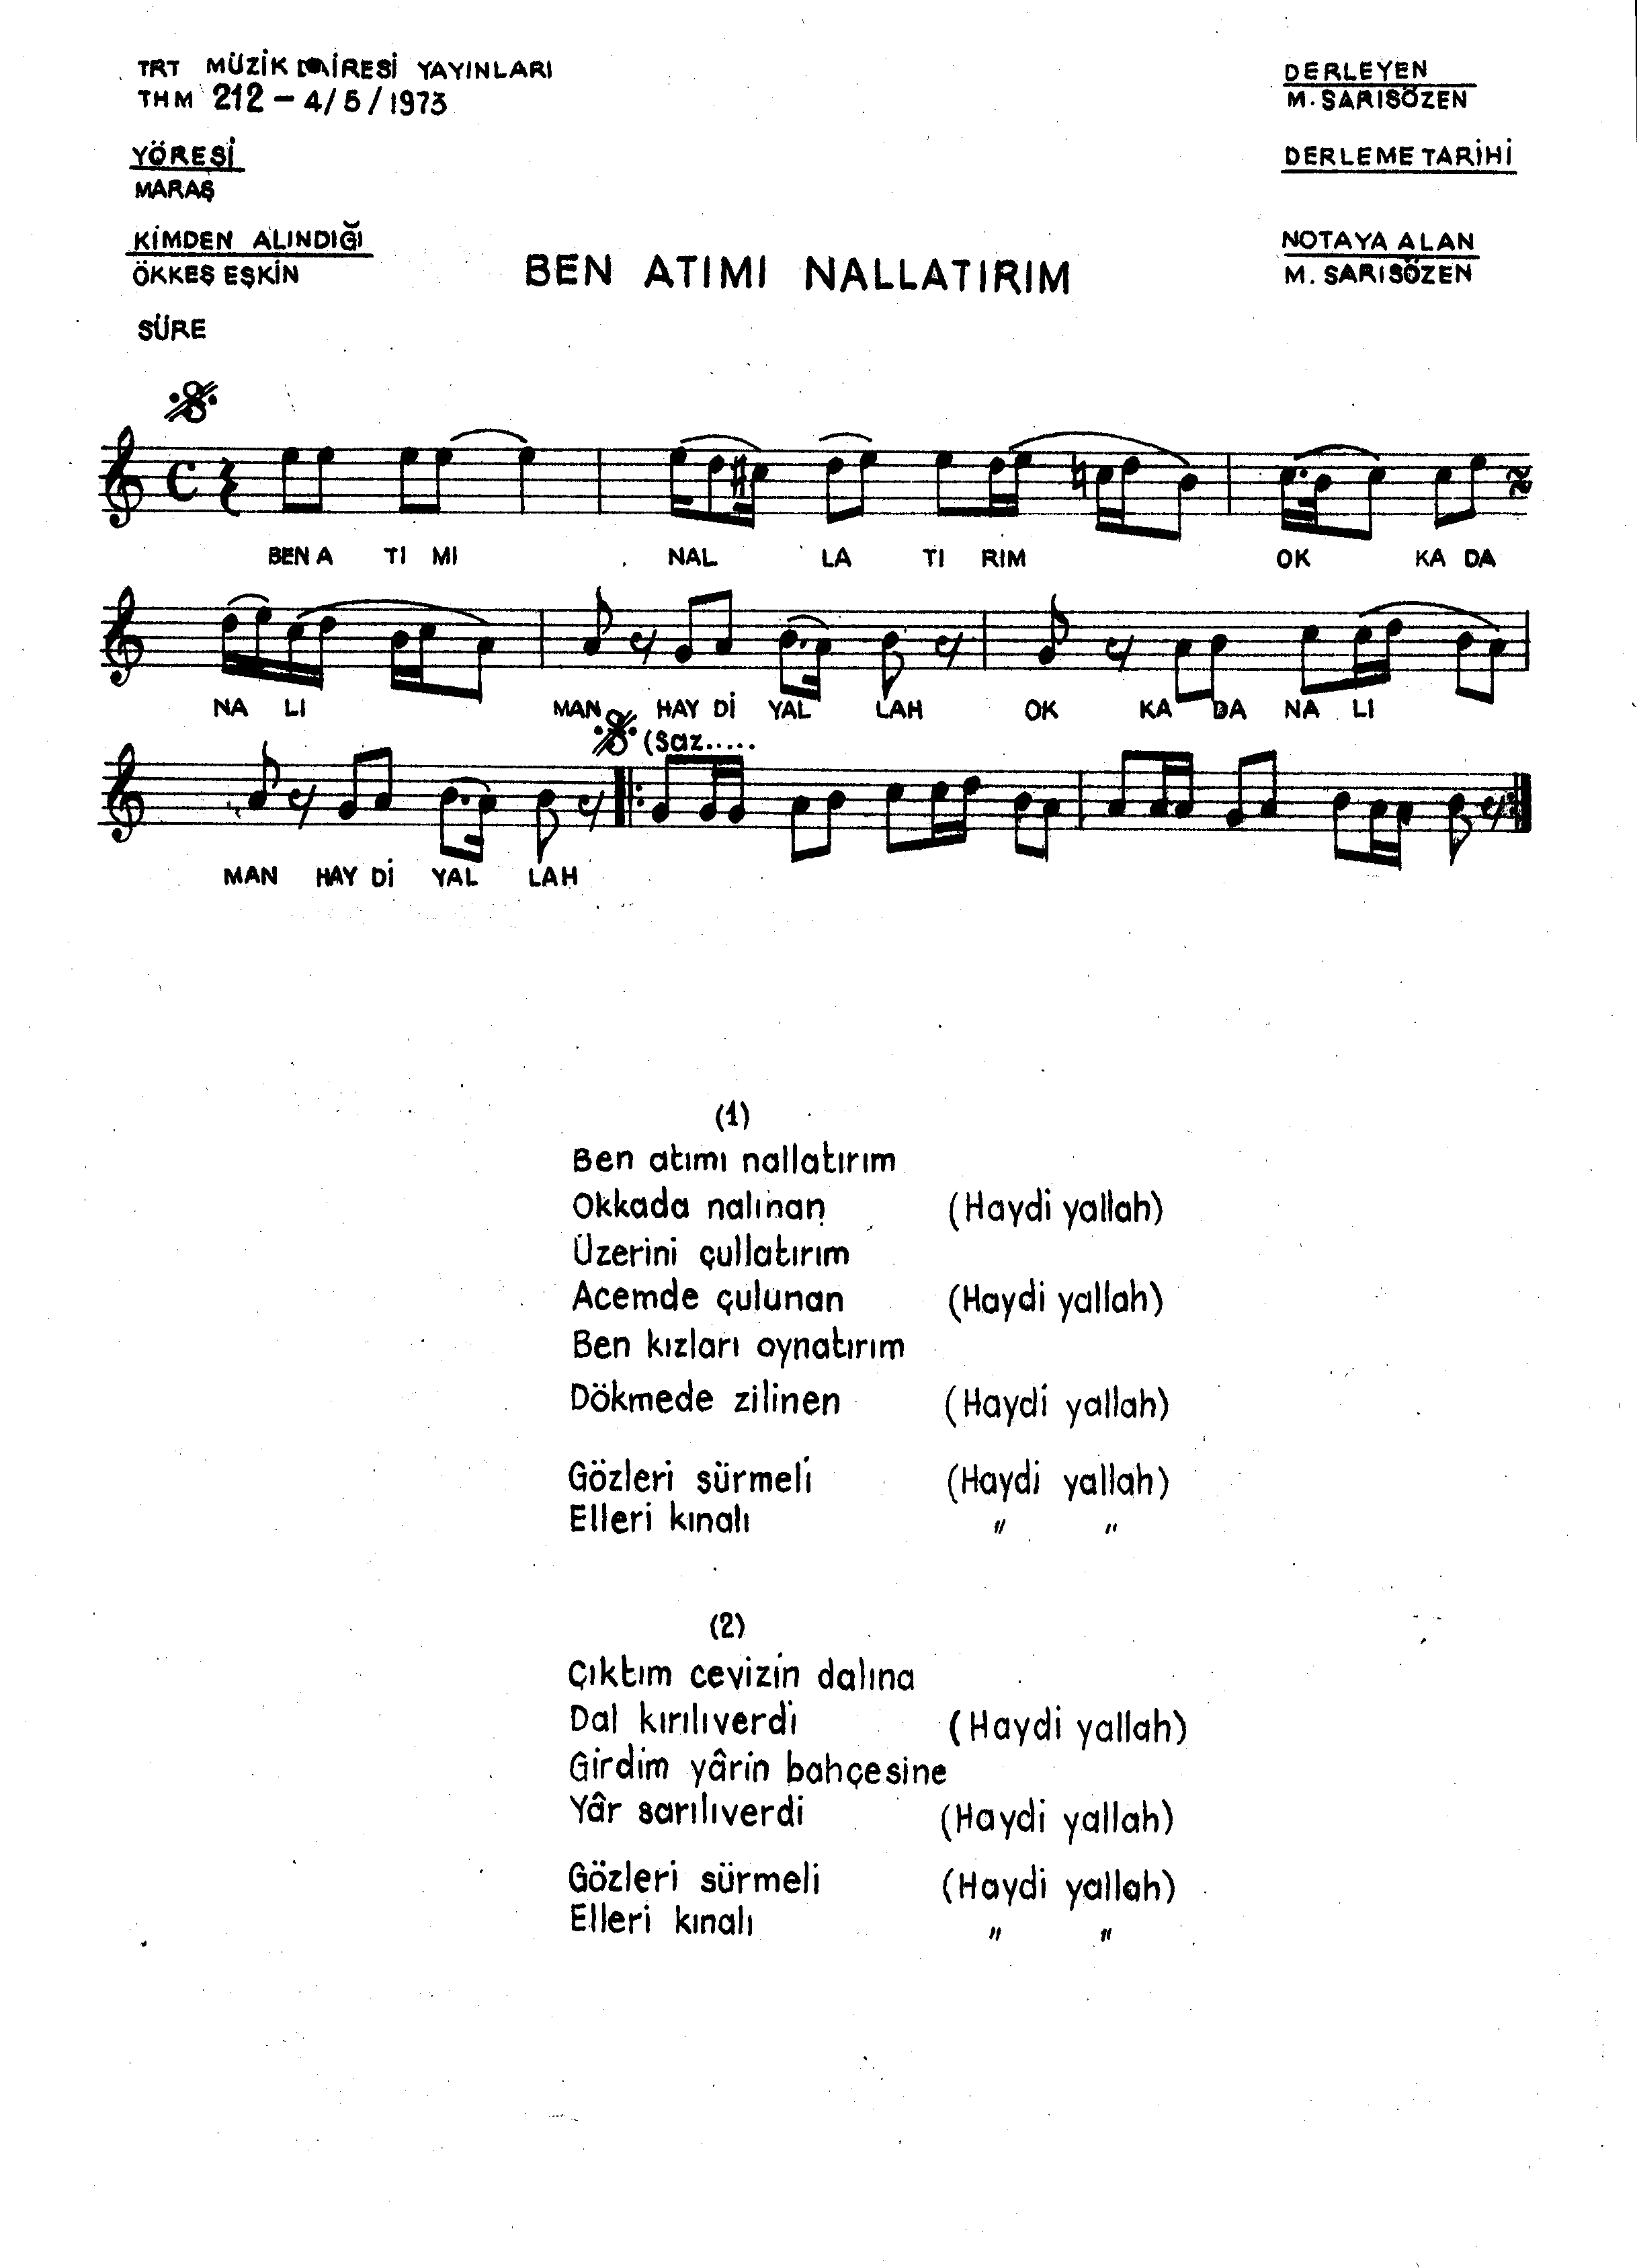 TRT MÜZİK DAİRESİ YAYINLARI
THM 212 – 4/5/1973
DERLEYEN
M. SARISÖZEN
YÖRESİ
MARAŞ
DERLEME TARİHİ
KİMDEN ALINDIĞI
ÖKKEŞ EŞKİN
BEN ATIMI NALLATIRIM
NOTAYA ALAN
M. SARISÖZEN
SÜRE
BEN A TI MI NAL LA TI RIM OK KA DA
NA LI MAN HAY Dİ YAL LAH OK KA DA NA LI
(Saz.....
MAN HAY Dİ YAL LAH
(1)
Ben atımı nallatırım
Okkada nalınan (Haydi yallah)
Üzerini çullatırım
Acemde çulunan (Haydi yallah)
Ben kızları oynatırım
Dökmede zilinen (Haydi yallah)
Gözleri sürmeli (Haydi yallah)
Elleri kınalı " "
(2)
Çıktım cevizin dalına
Dal kırılıverdi (Haydi yallah)
Girdim yârin bahçesine
Yâr sarılıverdi (Haydi yallah)
Gözleri sürmeli (Haydi yallah)
Elleri kınalı " "